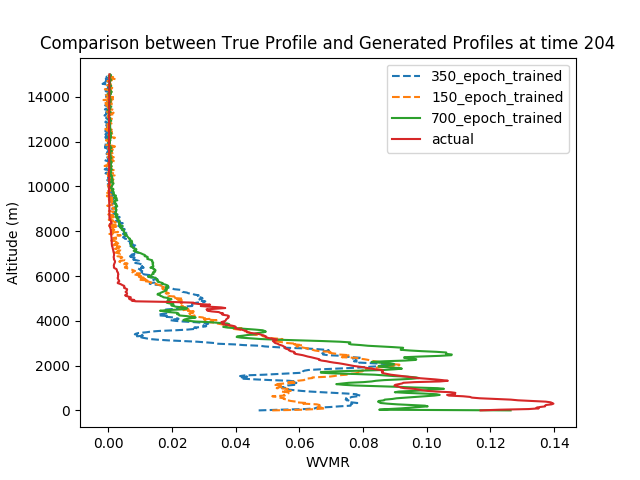 Comparison between True Profile and Generated Profiles at time 204
350_epoch_trained
150_epoch_trained
700_epoch_trained
actual
14000
12000
10000
8000
6000
4000
2000
0
Altitude (m)
0.00 0.02 0.04 0.06 0.08 0.10 0.12 0.14
WVMR